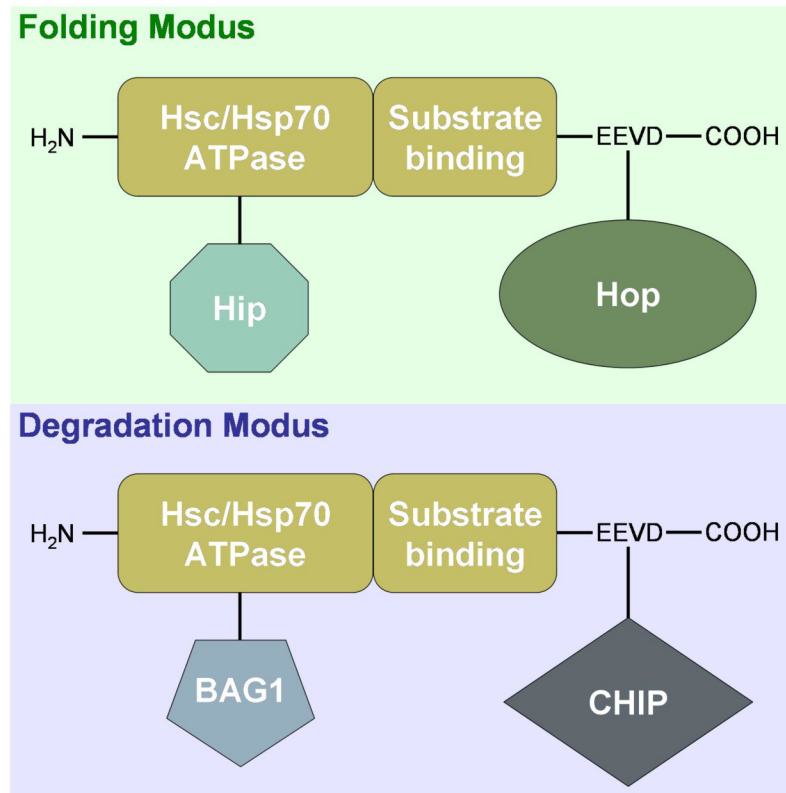 Folding Modus
H₂N
Hsc/Hsp70
ATPase
Substrate
binding
EEVD
COOH
Hip
Hop
Degradation Modus
H₂N
Hsc/Hsp70
ATPase
Substrate
binding
EEVD
COOH
BAG1
CHIP